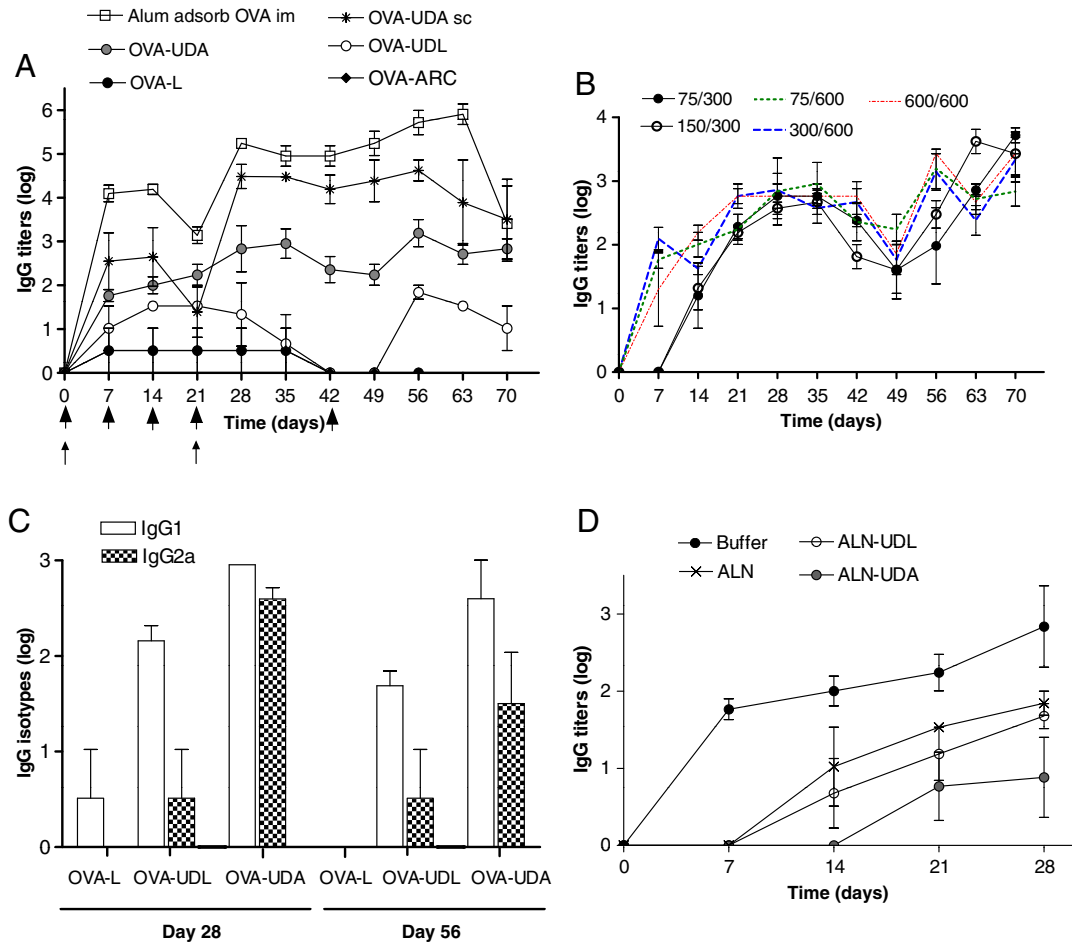 A
Alum adsorb OVA im
OVA-UDA sc
OVA-UDA
OVA-UDL
OVA-L
OVA-ARC
IgG titers (log)
6
5
4
3
2
1
0
0 7 14 21 28 35 42 49 56 63 70
Time (days)
B
75/300
75/600
600/600
150/300
300/600
IgG titers (log)
4
3
2
1
0
0 7 14 21 28 35 42 49 56 63 70
Time (days)
C
IgG1
IgG2a
IgG isotypes (log)
3
2
1
0
OVA-L OVA-UDL OVA-UDA OVA-L OVA-UDL OVA-UDA
Day 28 Day 56
D
Buffer
ALN-UDL
ALN
ALN-UDA
IgG titers (log)
3
2
1
0
0 7 14 21 28
Time (days)